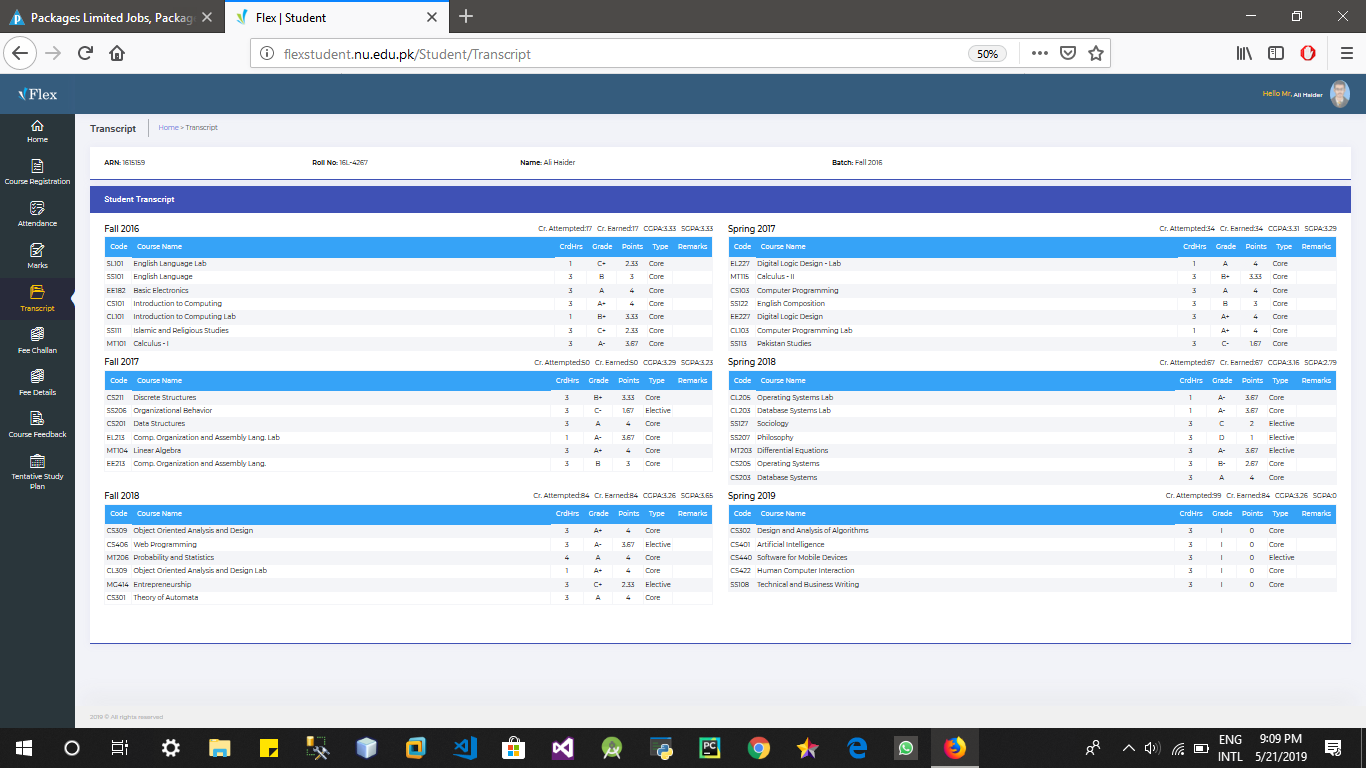 Packages Limited Jobs, Packag
Flex | Student
flexstudent.nu.edu.pk/Student/Transcript
50%
Flex
Hello Mr. Ali Haider
Home
Course Registration
Attendance
Marks
Transcript
Fee Challan
Fee Details
Course Feedback
Tentative Study
Plan
Transcript
Home > Transcript
ARN: 1615159 Roll No: 16L-4267 Name: Ali Haider Batch: Fall 2016
Student Transcript
Fall 2016 Cr. Attempted:17 Cr. Earned:17 CGPA:3.33 SGPA:3.33
Code Course Name CrdHrs Grade Points Type Remarks
SL101 English Language Lab 1 C+ 2.33 Core
SS101 English Language 3 B 3 Core
EE182 Basic Electronics 3 A 4 Core
CS101 Introduction to Computing 3 A+ 4 Core
CL101 Introduction to Computing Lab 1 B+ 3.33 Core
SS111 Islamic and Religious Studies 3 C+ 2.33 Core
MT101 Calculus - I 3 A- 3.67 Core
Spring 2017 Cr. Attempted:34 Cr. Earned:34 CGPA:3.31 SGPA:3.29
Code Course Name CrdHrs Grade Points Type Remarks
EL227 Digital Logic Design - Lab 1 A 4 Core
MT115 Calculus - II 3 B+ 3.33 Core
CS103 Computer Programming 3 A 4 Core
SS122 English Composition 3 B 3 Core
EE227 Digital Logic Design 3 A+ 4 Core
CL103 Computer Programming Lab 1 A+ 4 Core
SS113 Pakistan Studies 3 C- 1.67 Core
Fall 2017 Cr. Attempted:50 Cr. Earned:50 CGPA:3.29 SGPA:3.23
Code Course Name CrdHrs Grade Points Type Remarks
CS211 Discrete Structures 3 B+ 3.33 Core
SS206 Organizational Behavior 3 C- 1.67 Elective
CS201 Data Structures 3 A 4 Core
EL213 Comp. Organization and Assembly Lang. Lab 1 A- 3.67 Core
MT104 Linear Algebra 3 A+ 4 Core
EE213 Comp. Organization and Assembly Lang. 3 B 3 Core
Spring 2018 Cr. Attempted:67 Cr. Earned:67 CGPA:3.16 SGPA:2.79
Code Course Name CrdHrs Grade Points Type Remarks
CL205 Operating Systems Lab 1 A- 3.67 Core
CL203 Database Systems Lab 1 A- 3.67 Core
SS127 Sociology 3 C 2 Elective
SS207 Philosophy 3 D 1 Elective
MT203 Differential Equations 3 A- 3.67 Elective
CS205 Operating Systems 3 B- 2.67 Core
CS203 Database Systems 3 A 4 Core
Fall 2018 Cr. Attempted:84 Cr. Earned:84 CGPA:3.26 SGPA:3.65
Code Course Name CrdHrs Grade Points Type Remarks
CS309 Object Oriented Analysis and Design 3 A+ 4 Core
CS406 Web Programming 3 A- 3.67 Elective
MT206 Probability and Statistics 4 A 4 Core
CL309 Object Oriented Analysis and Design Lab 1 A+ 4 Core
MG414 Entrepreneurship 3 C+ 2.33 Elective
CS301 Theory of Automata 3 A 4 Core
Spring 2019 Cr. Attempted:99 Cr. Earned:84 CGPA:3.26 SGPA:0
Code Course Name CrdHrs Grade Points Type Remarks
CS302 Design and Analysis of Algorithms 3 I 0 Core
CS401 Artificial Intelligence 3 I 0 Core
CS440 Software for Mobile Devices 3 I 0 Elective
CS422 Human Computer Interaction 3 I 0 Core
SS108 Technical and Business Writing 3 I 0 Core
2019 © All rights reserved
ENG 9:09 PM
INTL 5/21/2019